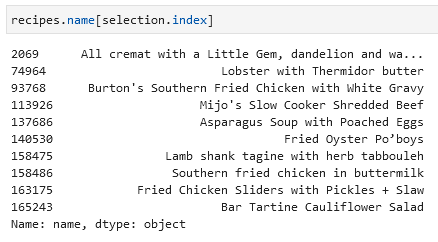 recipes.name[selection.index]
2069 All cremat with a Little Gem, dandelion and wa...
74964 Lobster with Thermidor butter
93768 Burton's Southern Fried Chicken with White Gravy
113926 Mijo's Slow Cooker Shredded Beef
137686 Asparagus Soup with Poached Eggs
140530 Fried Oyster Po’boys
158475 Lamb shank tagine with herb tabbouleh
158486 Southern fried chicken in buttermilk
163175 Fried Chicken Sliders with Pickles + Slaw
165243 Bar Tartine Cauliflower Salad
Name: name, dtype: object